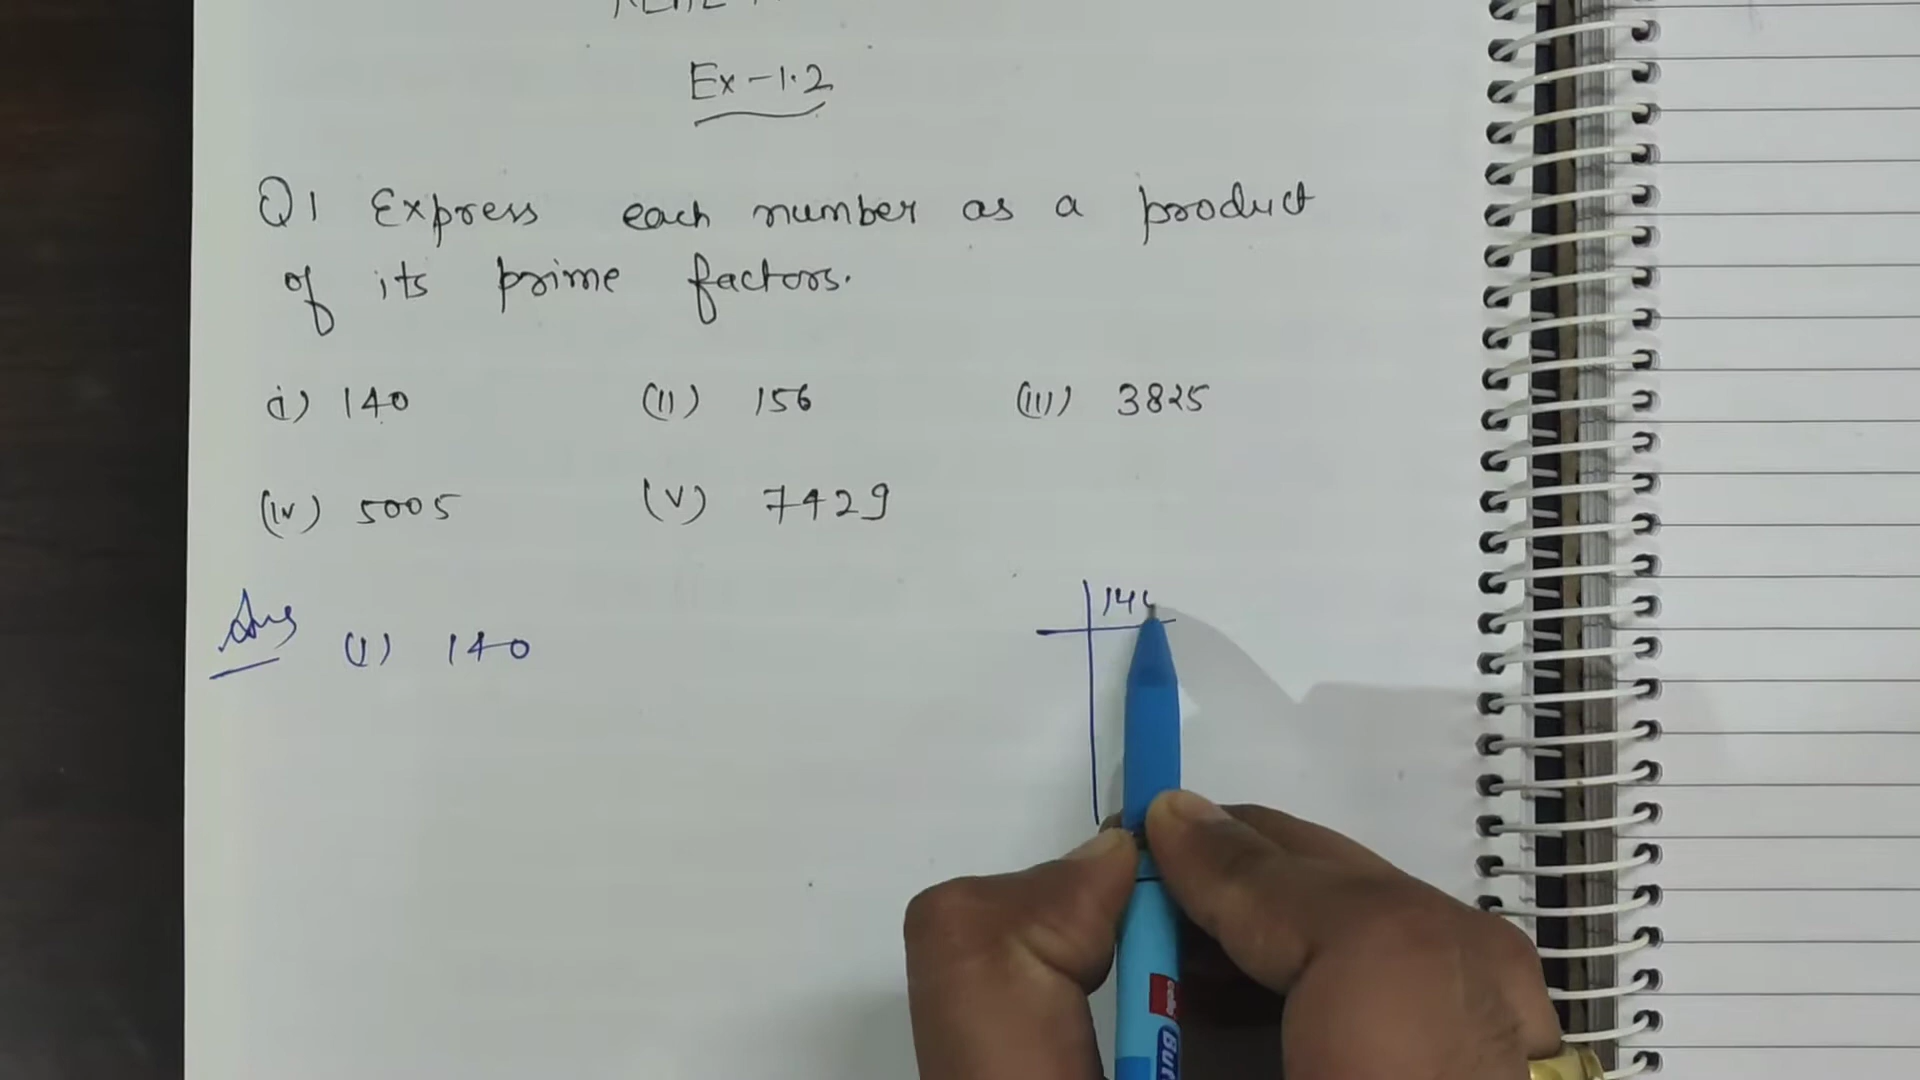 Ex-1.2
Q1 Express each number as a product
of its prime factors.
i) 140 (II) 156 (III) 3825
(iv) 5005 (V) 7429
Ans (I) 140